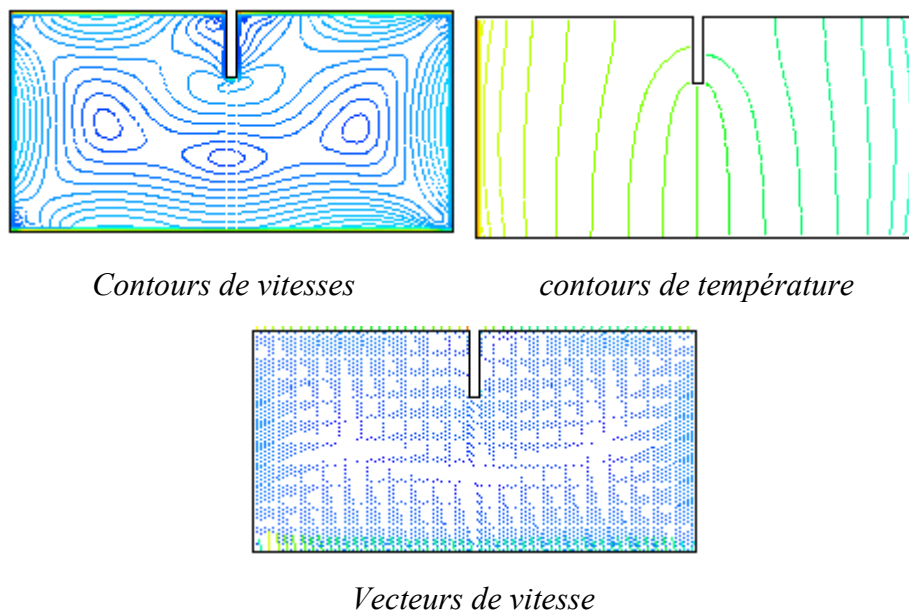 Contours de vitesses
contours de température
Vecteurs de vitesse